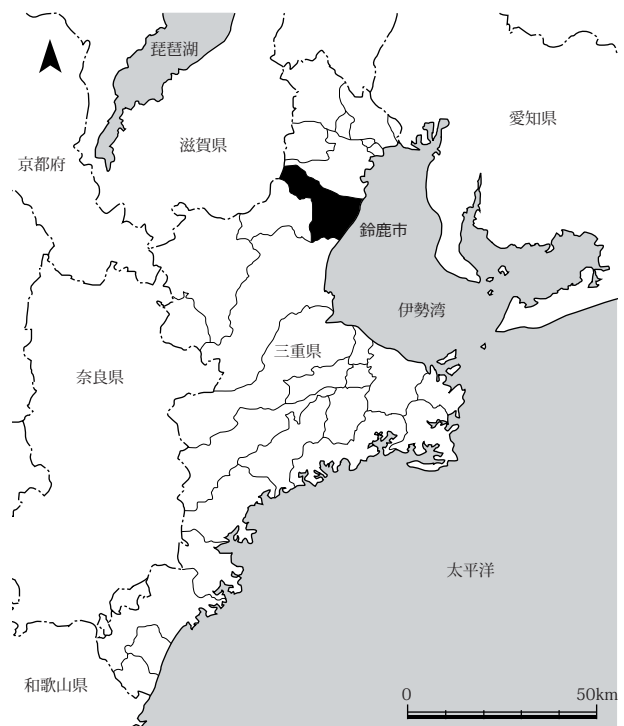 琵琶湖
愛知県
滋賀県
京都府
鈴鹿市
伊勢湾
三重県
奈良県
太平洋
和歌山県
0 50km